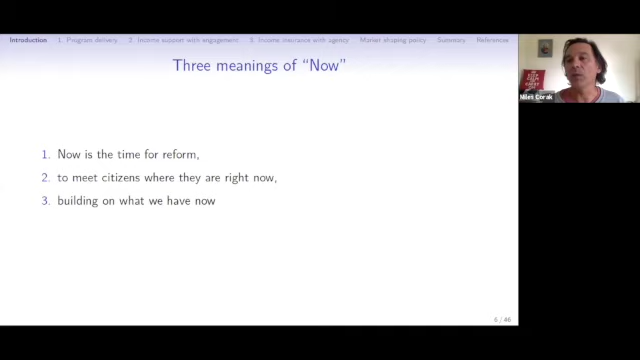 Introduction 1. Program delivery 2. Income support with engagement 3. Income insurance with agency Market shaping policy Summary References
Three meanings of “Now”
1. Now is the time for reform,
2. to meet citizens where they are right now,
3. building on what we have now
6 / 46
KEEP CALM
Miles Corak